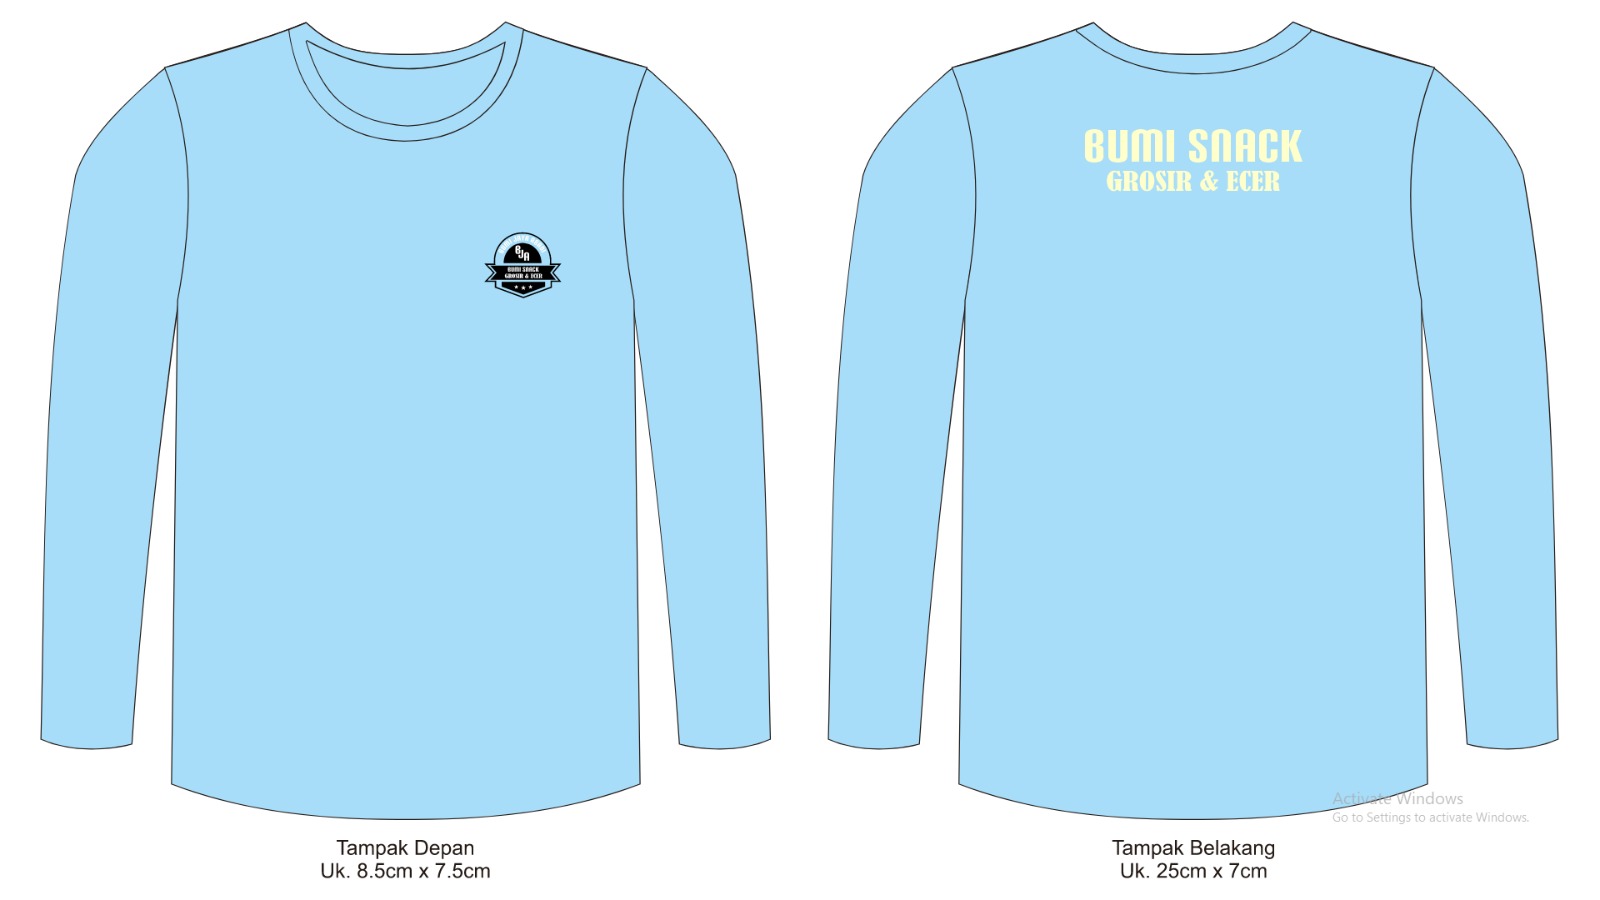 BJA
BUMI SNACK
GROSIR & ECER
BUMI SNACK
GROSIR & ECER
Activate Windows
Go to Settings to activate Windows.
Tampak Depan
Uk. 8.5cm x 7.5cm
Tampak Belakang
Uk. 25cm x 7cm